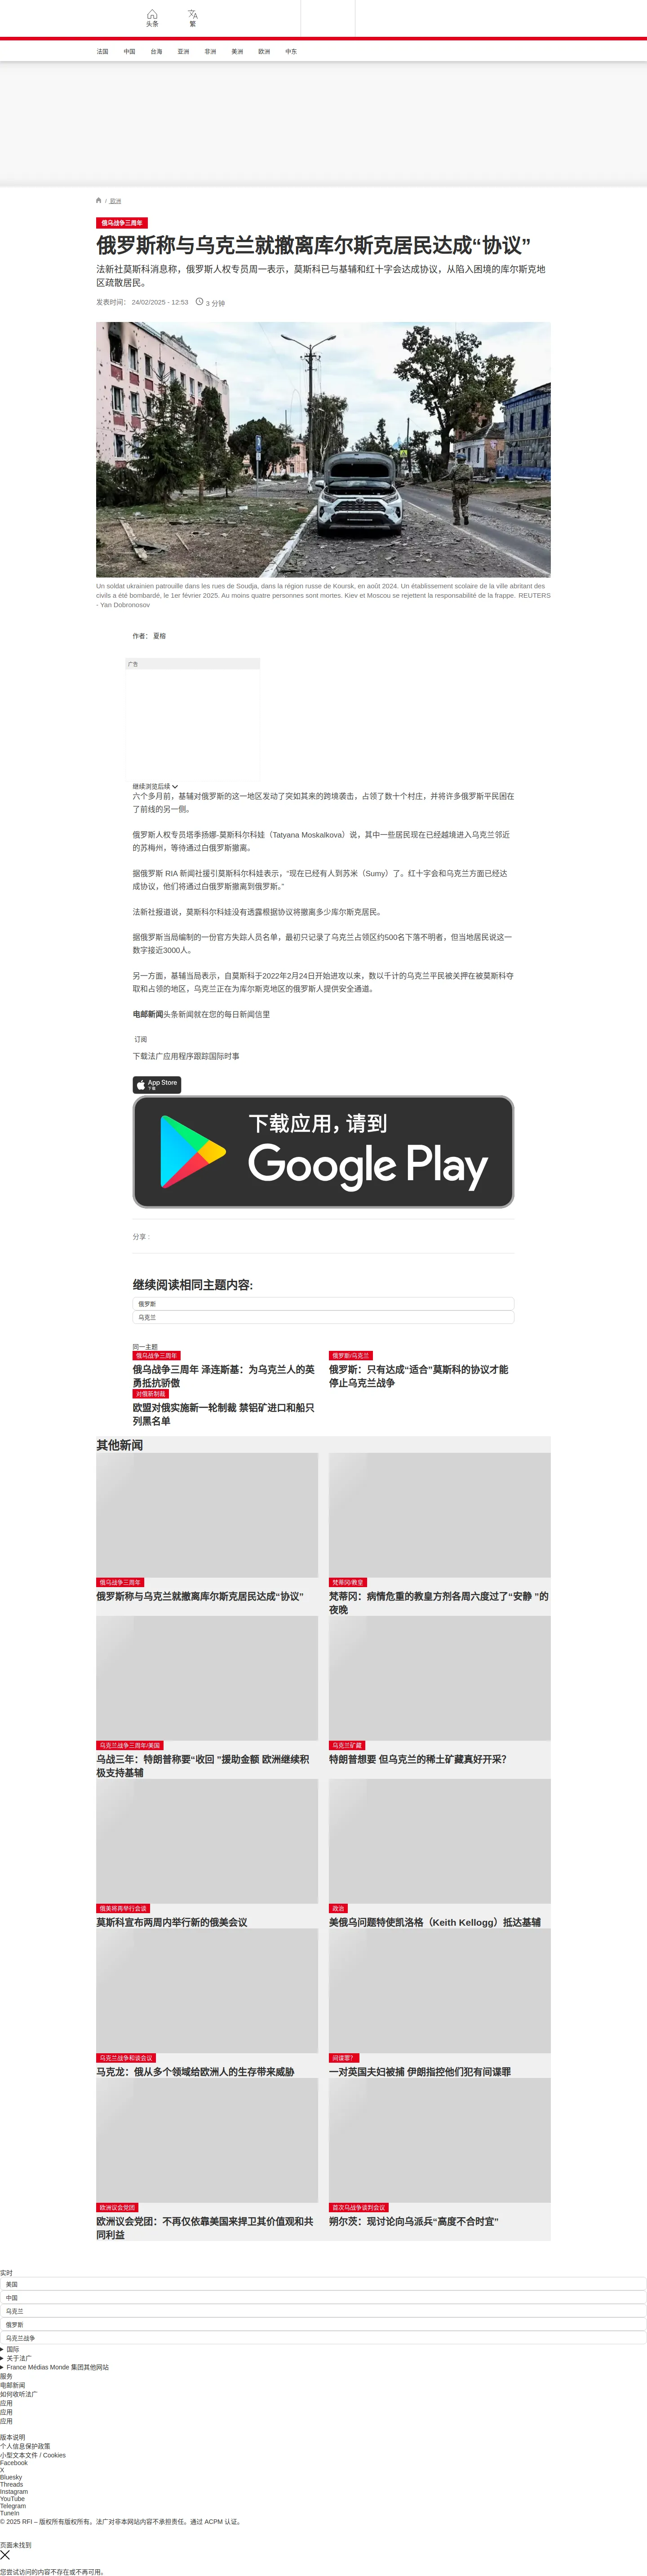 头条
繁
法国
中国
台海
亚洲
非洲
美洲
欧洲
中东
/ 欧洲
俄乌战争三周年
俄罗斯称与乌克兰就撤离库尔斯克居民达成“协议”
法新社莫斯科消息称，俄罗斯人权专员周一表示，莫斯科已与基辅和红十字会达成协议，从陷入困境的库尔斯克地
区疏散居民。
发表时间： 24/02/2025 - 12:53
3 分钟
Un soldat ukrainien patrouille dans les rues de Soudja, dans la région russe de Koursk, en août 2024. Un établissement scolaire de la ville abritant des
civils a été bombardé, le 1er février 2025. Au moins quatre personnes sont mortes. Kiev et Moscou se rejettent la responsabilité de la frappe. REUTERS
- Yan Dobronosov
作者： 夏榕
广告
继续浏览后续
六个多月前，基辅对俄罗斯的这一地区发动了突如其来的跨境袭击，占领了数十个村庄，并将许多俄罗斯平民困在
了前线的另一侧。
俄罗斯人权专员塔季扬娜-莫斯科尔科娃（Tatyana Moskalkova）说，其中一些居民现在已经越境进入乌克兰邻近
的苏梅州，等待通过白俄罗斯撤离。
据俄罗斯 RIA 新闻社援引莫斯科尔科娃表示，“现在已经有人到苏米（Sumy）了。红十字会和乌克兰方面已经达
成协议，他们将通过白俄罗斯撤离到俄罗斯。”
法新社报道说，莫斯科尔科娃没有透露根据协议将撤离多少库尔斯克居民。
据俄罗斯当局编制的一份官方失踪人员名单，最初只记录了乌克兰占领区约500名下落不明者，但当地居民说这一
数字接近3000人。
另一方面，基辅当局表示，自莫斯科于2022年2月24日开始进攻以来，数以千计的乌克兰平民被关押在被莫斯科夺
取和占领的地区，乌克兰正在为库尔斯克地区的俄罗斯人提供安全通道。
电邮新闻头条新闻就在您的每日新闻信里
订阅
下载法广应用程序跟踪国际时事
App Store
下载
下载应用，请到
Google Play
分享 :
继续阅读相同主题内容:
俄罗斯
乌克兰
同一主题
俄乌战争三周年
俄乌战争三周年 泽连斯基：为乌克兰人的英
勇抵抗骄傲
俄罗斯/乌克兰
俄罗斯：只有达成“适合”莫斯科的协议才能
停止乌克兰战争
对俄新制裁
欧盟对俄实施新一轮制裁 禁铝矿进口和船只
列黑名单
其他新闻
俄乌战争三周年
俄罗斯称与乌克兰就撤离库尔斯克居民达成“协议”
梵蒂冈/教皇
梵蒂冈：病情危重的教皇方剂各周六度过了“安静 ”的
夜晚
乌克兰战争三周年/美国
乌战三年：特朗普称要“收回 ”援助金额 欧洲继续积
极支持基辅
乌克兰矿藏
特朗普想要 但乌克兰的稀土矿藏真好开采?
俄美将再举行会谈
莫斯科宣布两周内举行新的俄美会议
政治
美俄乌问题特使凯洛格（Keith Kellogg）抵达基辅
乌克兰战争和谈会议
马克龙：俄从多个领域给欧洲人的生存带来威胁
间谍罪？
一对英国夫妇被捕 伊朗指控他们犯有间谍罪
欧洲议会党团
欧洲议会党团：不再仅依靠美国来捍卫其价值观和共
同利益
首次乌战争谈判会议
朔尔茨：现讨论向乌派兵“高度不合时宜”
实时
美国
中国
乌克兰
俄罗斯
乌克兰战争
国际
关于法广
France Médias Monde 集团其他网站
服务
电邮新闻
如何收听法广
应用
应用
应用
版本说明
个人信息保护政策
小型文本文件 / Cookies
Facebook
X
Bluesky
Threads
Instagram
YouTube
Telegram
TuneIn
© 2025 RFI – 版权所有版权所有。法广对非本网站内容不承担责任。通过 ACPM 认证。
页面未找到
您尝试访问的内容不存在或不再可用。